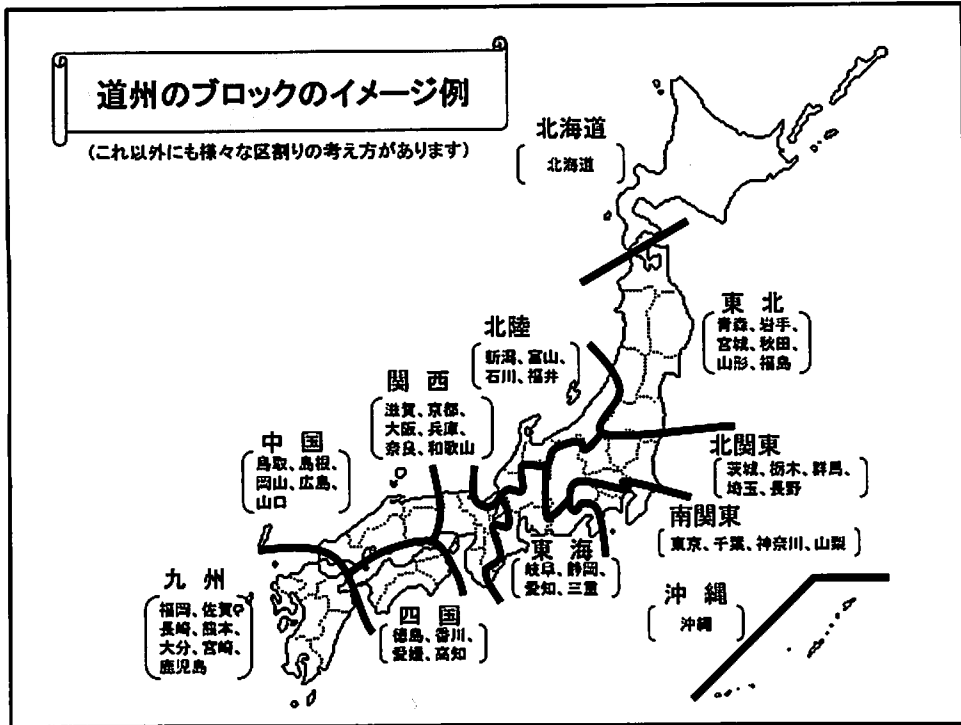 道州のブロックのイメージ例
(これ以外にも様々な区割りの考え方があります)
北海道
北海道
東北
青森、岩手、
宮城、秋田、
山形、福島
北陸
新潟、富山、
石川、福井
関西
滋賀、京都、
大阪、兵庫、
奈良、和歌山
中国
鳥取、島根、
岡山、広島、
山口
北関東
茨城、栃木、群馬、
埼玉、長野
南関東
東京、千葉、神奈川、山梨
東海
岐阜、静岡、
愛知、三重
九州
福岡、佐賀、
長崎、熊本、
大分、宮崎、
鹿児島
四国
徳島、香川、
愛媛、高知
沖縄
沖縄